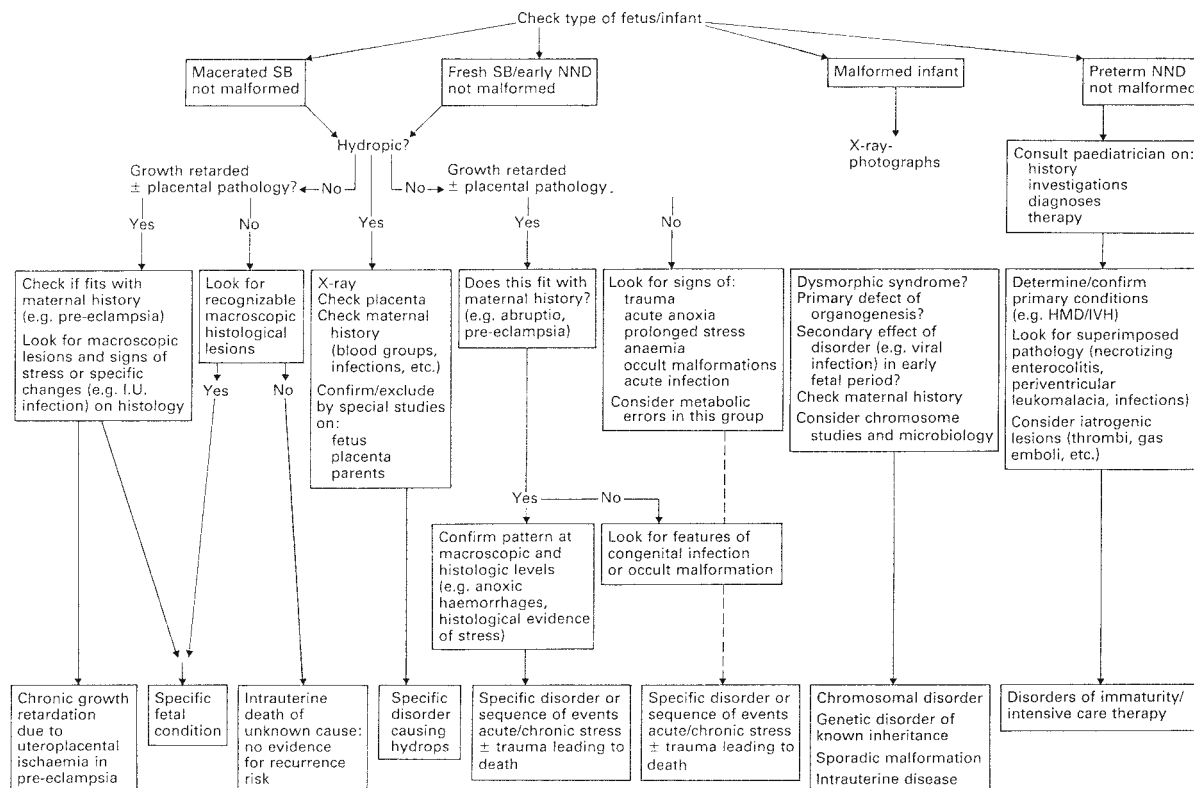 Check type of fetus/infant
Macerated SB
not malformed
Fresh SB/early NND
not malformed
Malformed infant
Preterm NND
not malformed
Hydropic?
X-ray-
photographs
Consult paediatrician on:
history
investigations
diagnoses
therapy
Growth retarded
± placental pathology?
No
No
Growth retarded
± placental pathology.
Yes
No
Yes
Yes
No
Check if fits with
maternal history
(e.g. pre-eclampsia)
Look for macroscopic
lesions and signs of
stress or specific
changes (e.g. I.U.
infection) on histology
Look for
recognizable
macroscopic
histological
lesions
Yes
No
X-ray
Check placenta
Check maternal
history
(blood groups,
infections, etc.)
Confirm/exclude
by special studies
on:
fetus
placenta
parents
Does this fit with
maternal history?
(e.g. abruptio,
pre-eclampsia)
Look for signs of:
trauma
acute anoxia
prolonged stress
anaemia
occult malformations
acute infection
Consider metabolic
errors in this group
Dysmorphic syndrome?
Primary defect of
organogenesis?
Secondary effect of
disorder (e.g. viral
infection) in early
fetal period?
Check maternal history
Consider chromosome
studies and microbiology
Determine/confirm
primary conditions
(e.g. HMD/IVH)
Look for superimposed
pathology (necrotizing
enterocolitis,
periventricular
leukomalacia, infections)
Consider iatrogenic
lesions (thrombi, gas
emboli, etc.)
Yes
No
Confirm pattern at
macroscopic and
histologic levels
(e.g. anoxic
haemorrhages,
histological evidence
of stress)
Look for features of
congenital infection
or occult malformation
Chronic growth
retardation
due to
uteroplacental
ischaemia in
pre-eclampsia
Specific
fetal
condition
Intrauterine
death of
unknown cause:
no evidence
for recurrence
risk
Specific
disorder
causing
hydrops
Specific disorder or
sequence of events
acute/chronic stress
± trauma leading to
death
Specific disorder or
sequence of events
acute/chronic stress
± trauma leading to
death
Chromosomal disorder
Genetic disorder of
known inheritance
Sporadic malformation
Intrauterine disease
Disorders of immaturity/
intensive care therapy